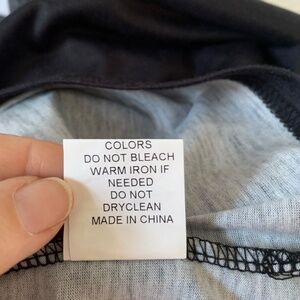 COLORS
DO NOT BLEACH
WARM IRON IF
NEEDED
DO NOT
DRYCLEAN
MADE IN CHINA